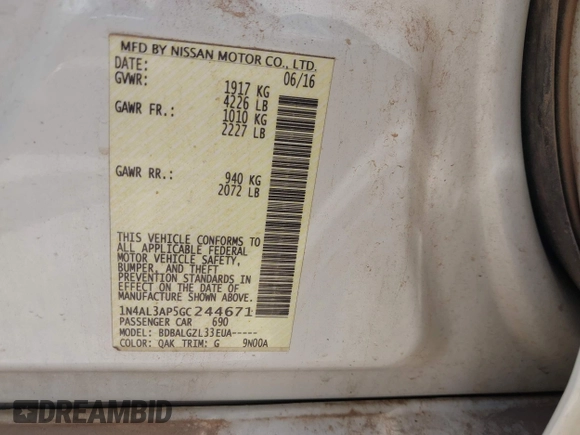 MFD BY NISSAN MOTOR CO., LTD.
DATE: 06/16
GVWR: 1917 KG
4226 LB
GAWR FR.: 1010 KG
2227 LB
GAWR RR.: 940 KG
2072 LB
THIS VEHICLE CONFORMS TO
ALL APPLICABLE FEDERAL
MOTOR VEHICLE SAFETY,
BUMPER, AND THEFT
PREVENTION STANDARDS IN
EFFECT ON THE DATE OF
MANUFACTURE SHOWN ABOVE.
1N4AL3AP5GC244671
PASSENGER CAR 690
MODEL: BDBALGZL33EUA-----
COLOR: QAK TRIM: G 9N00A
DREAMBID